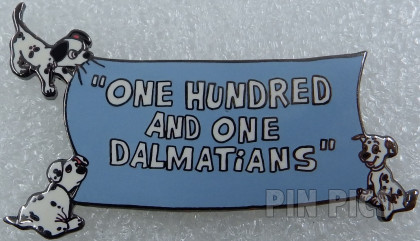 "ONE HUNDRED
AND ONE
DALMATiANS"
PIN PICS